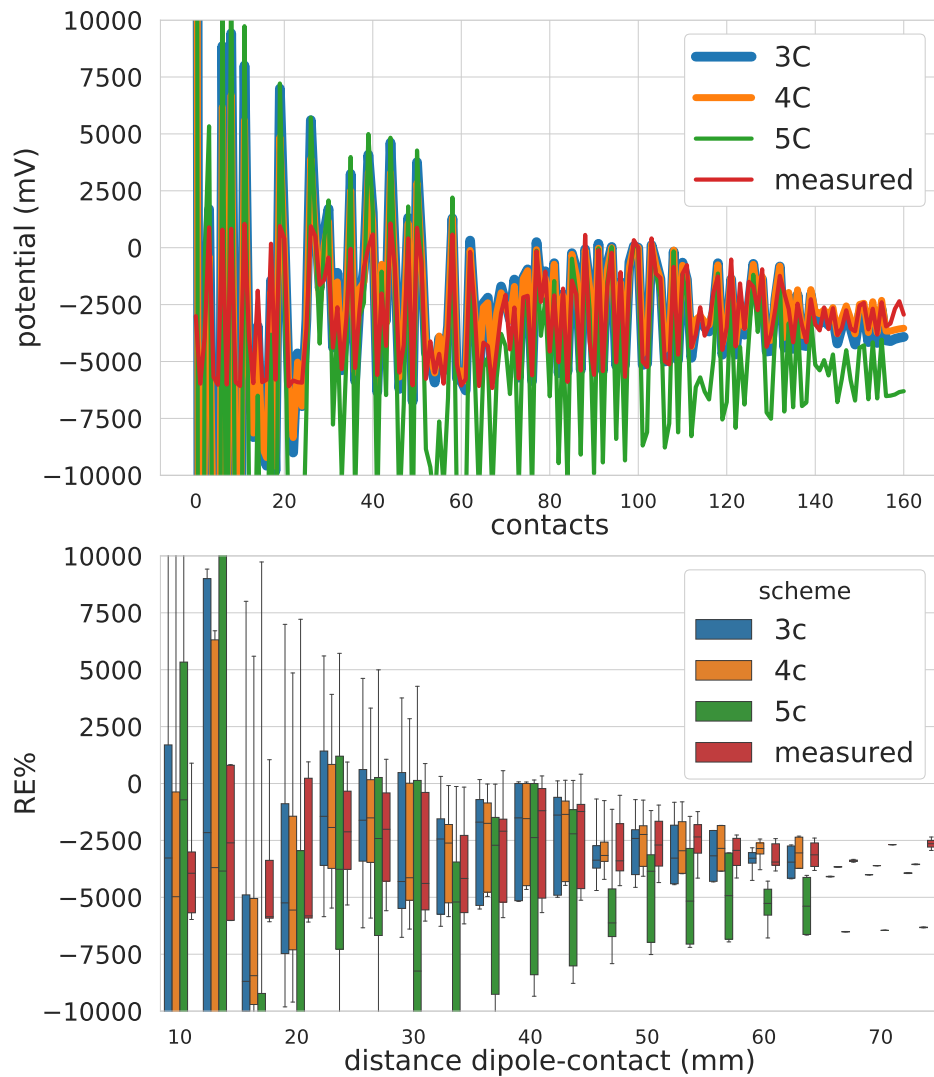 10000
7500
5000
2500
0
−2500
−5000
−7500
−10000
potential (mV)
3C
4C
5C
measured
0 20 40 60 80 100 120 140 160
contacts
10000
7500
5000
2500
0
−2500
−5000
−7500
−10000
RE%
scheme
3c
4c
5c
measured
10 20 30 40 50 60 70
distance dipole-contact (mm)